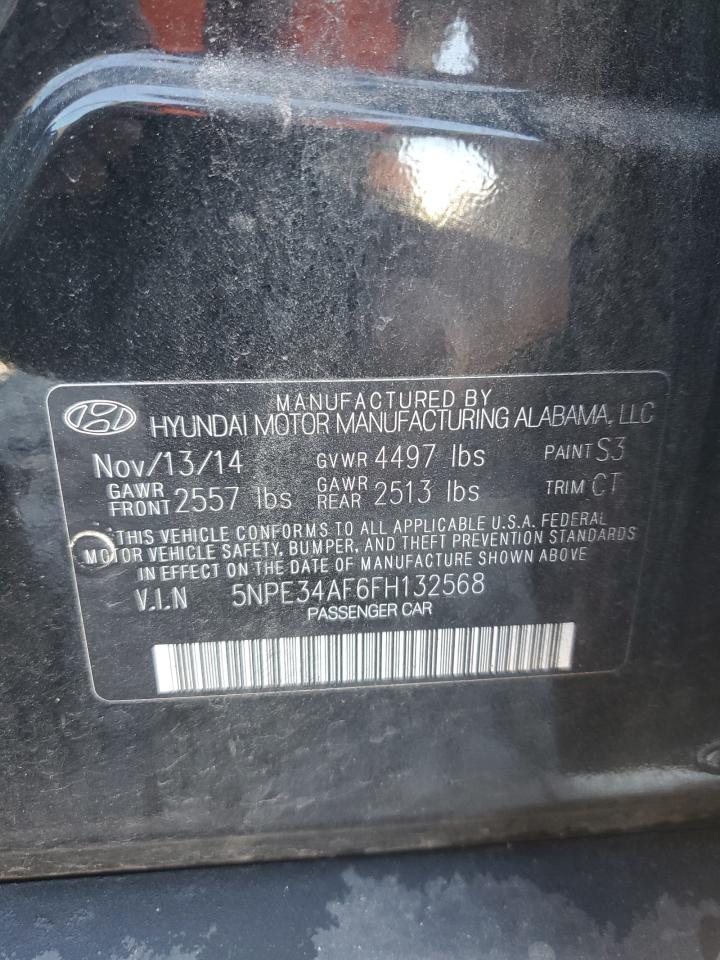 MANUFACTURED BY
HYUNDAI MOTOR MANUFACTURING ALABAMA, LLC
Nov/13/14 GVWR 4497 lbs PAINT S3
GAWR FRONT 2557 lbs GAWR REAR 2513 lbs TRIM CT
THIS VEHICLE CONFORMS TO ALL APPLICABLE U.S.A. FEDERAL
MOTOR VEHICLE SAFETY, BUMPER, AND THEFT PREVENTION STANDARDS
IN EFFECT ON THE DATE OF MANUFACTURE SHOWN ABOVE
V.I.N 5NPE34AF6FH132568
PASSENGER CAR